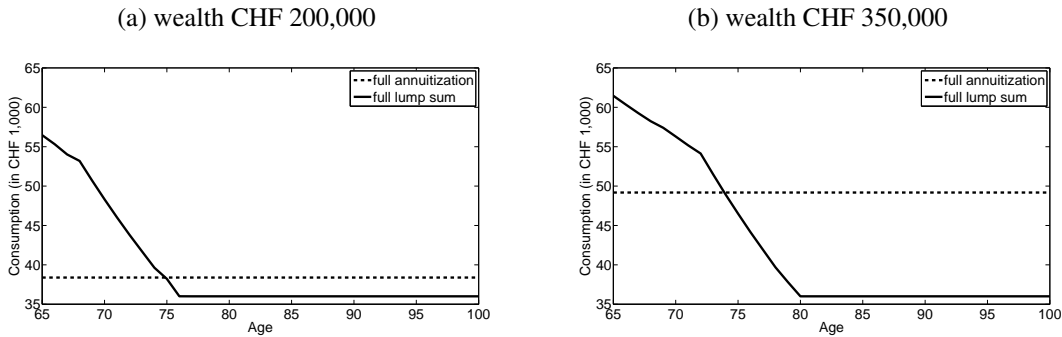 (a) wealth CHF 200,000
65
60
55
50
45
40
35
65 70 75 80 85 90 95 100
Consumption (in CHF 1,000)
Age
full annuitization
full lump sum
(b) wealth CHF 350,000
65
60
55
50
45
40
35
65 70 75 80 85 90 95 100
Consumption (in CHF 1,000)
Age
full annuitization
full lump sum